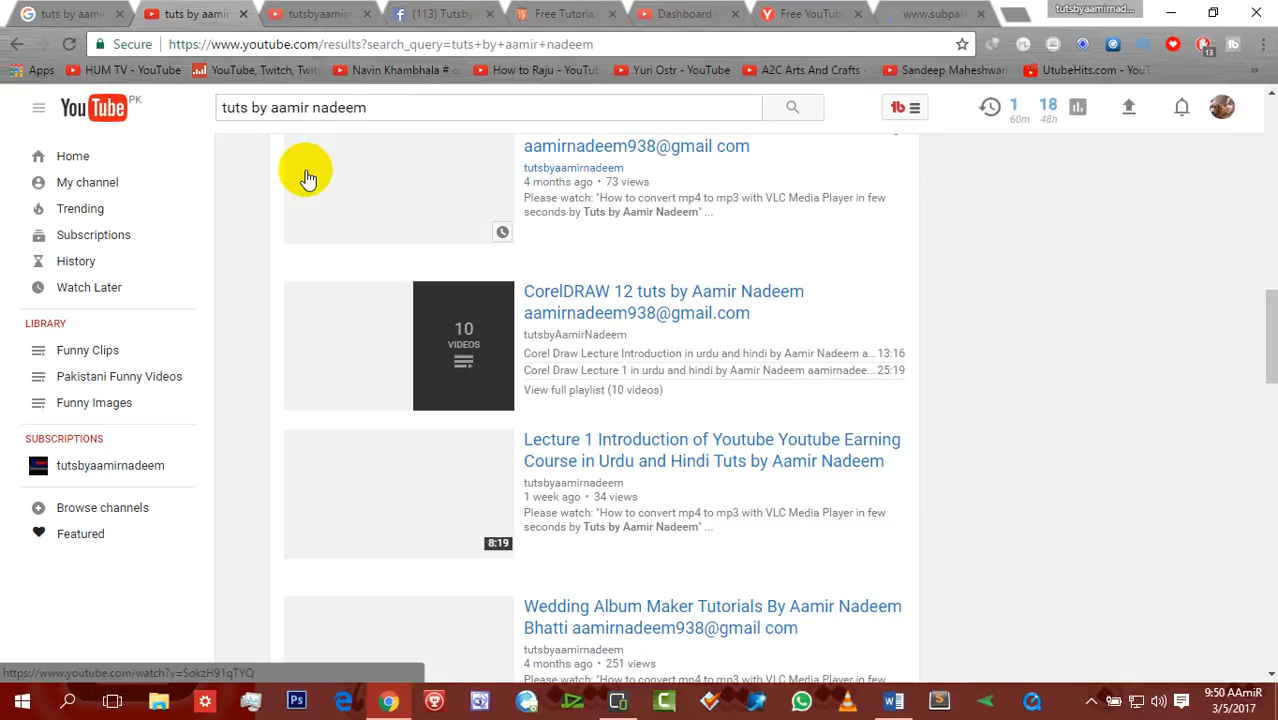 tuts by aamir
tuts by aamir
tutsbyaamirn
(113) Tutsby
Free Tutoria
Dashboard -
Free YouTub
www.subpal
tutsbyaamirnad...
Secure
https://www.youtube.com/results?search_query=tuts+by+aamir+nadeem
13
Apps
HUM TV - YouTube
YouTube, Twitch, Twitt
Navin Khambhala # c
How to Raju - YouTub
Yuri Ostr - YouTube
A2C Arts And Crafts -
Sandeep Maheshwari
UtubeHits.com - YouT
YouTube PK
tuts by aamir nadeem
1
60m
18
48h
Home
My channel
Trending
Subscriptions
History
Watch Later
LIBRARY
Funny Clips
Pakistani Funny Videos
Funny Images
SUBSCRIPTIONS
tutsbyaamirnadeem
Browse channels
Featured
aamirnadeem938@gmail com
tutsbyaamirnadeem
4 months ago • 73 views
Please watch: "How to convert mp4 to mp3 with VLC Media Player in few
seconds by Tuts by Aamir Nadeem" ...
10
VIDEOS
CorelDRAW 12 tuts by Aamir Nadeem
aamirnadeem938@gmail.com
tutsbyAamirNadeem
Corel Draw Lecture Introduction in urdu and hindi by Aamir Nadeem a... 13:16
Corel Draw Lecture 1 in urdu and hindi by Aamir Nadeem aamirnadee... 25:19
View full playlist (10 videos)
8:19
Lecture 1 Introduction of Youtube Youtube Earning
Course in Urdu and Hindi Tuts by Aamir Nadeem
tutsbyaamirnadeem
1 week ago • 34 views
Please watch: "How to convert mp4 to mp3 with VLC Media Player in few
seconds by Tuts by Aamir Nadeem" ...
Wedding Album Maker Tutorials By Aamir Nadeem
Bhatti aamirnadeem938@gmail com
tutsbyaamirnadeem
4 months ago • 251 views
https://www.youtube.com/watch?v=SokzH91qTYQ
9:50 AAmiR
3/5/2017